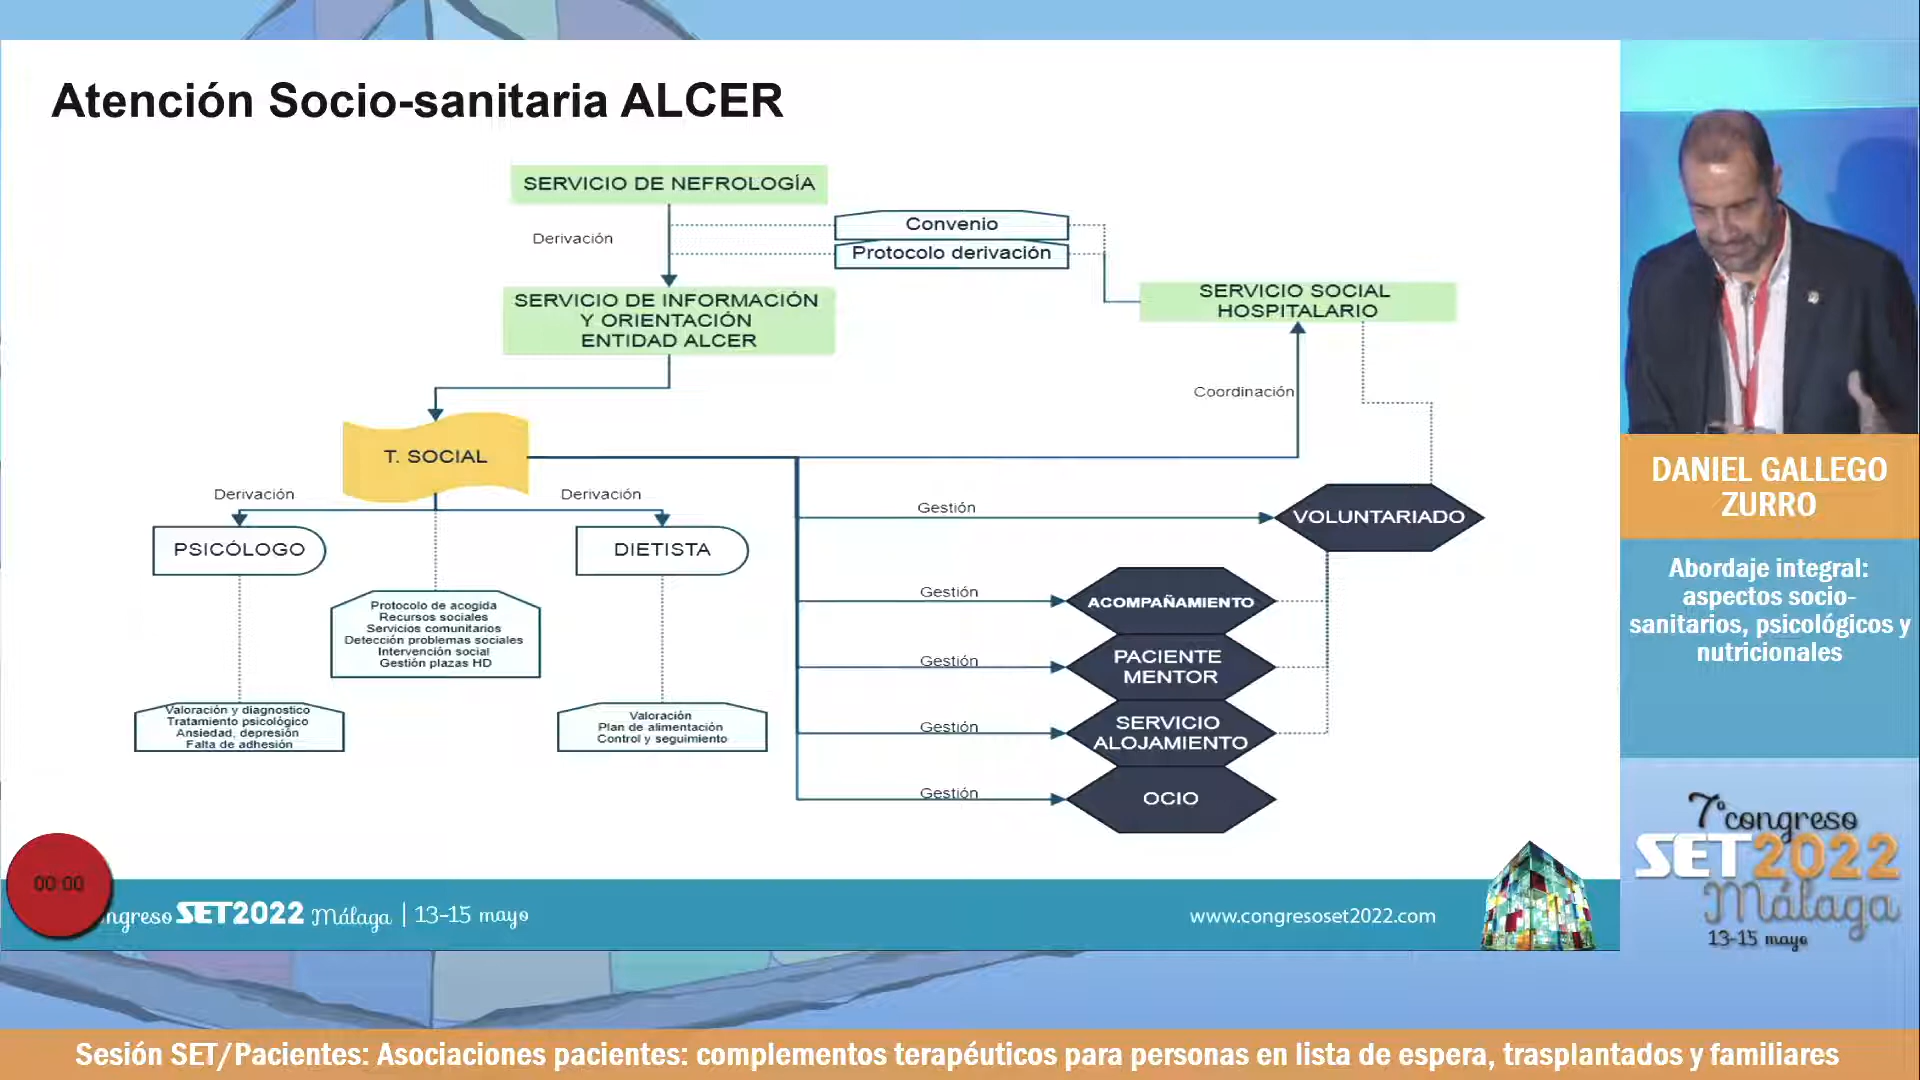 Atención Socio-sanitaria ALCER
SERVICIO DE NEFROLOGÍA
Derivación
Convenio
Protocolo derivación
SERVICIO DE INFORMACIÓN
Y ORIENTACIÓN
ENTIDAD ALCER
SERVICIO SOCIAL
HOSPITALARIO
Coordinación
T. SOCIAL
Derivación
Derivación
PSICÓLOGO
DIETISTA
Protocolo de acogida
Recursos sociales
Servicios comunitarios
Detección problemas sociales
Intervención social
Gestión plazas HD
Valoración y diagnostico
Tratamiento psicológico
Ansiedad, depresión
Falta de adhesión
Valoración
Plan de alimentación
Control y seguimiento
Gestión
VOLUNTARIADO
Gestión
ACOMPAÑAMIENTO
Gestión
PACIENTE
MENTOR
Gestión
SERVICIO
ALOJAMIENTO
Gestión
OCIO
00:00
ngreso SET2022 Málaga | 13-15 mayo
www.congresoset2022.com
DANIEL GALLEGO
ZURRO
Abordaje integral:
aspectos socio-
sanitarios, psicológicos y
nutricionales
7º congreso
SET2022
Málaga
13-15 mayo
Sesión SET/Pacientes: Asociaciones pacientes: complementos terapéuticos para personas en lista de espera, trasplantados y familiares